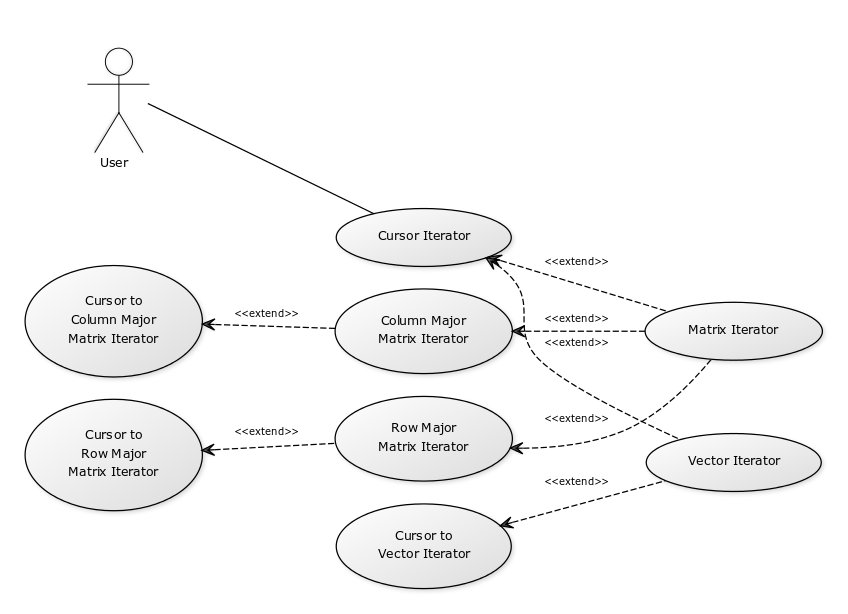 User
Cursor Iterator
<<extend>>
Cursor to
Column Major
Matrix Iterator
<<extend>>
Column Major
Matrix Iterator
<<extend>>
<<extend>>
Matrix Iterator
Cursor to
Row Major
Matrix Iterator
<<extend>>
Row Major
Matrix Iterator
<<extend>>
Vector Iterator
<<extend>>
Cursor to
Vector Iterator